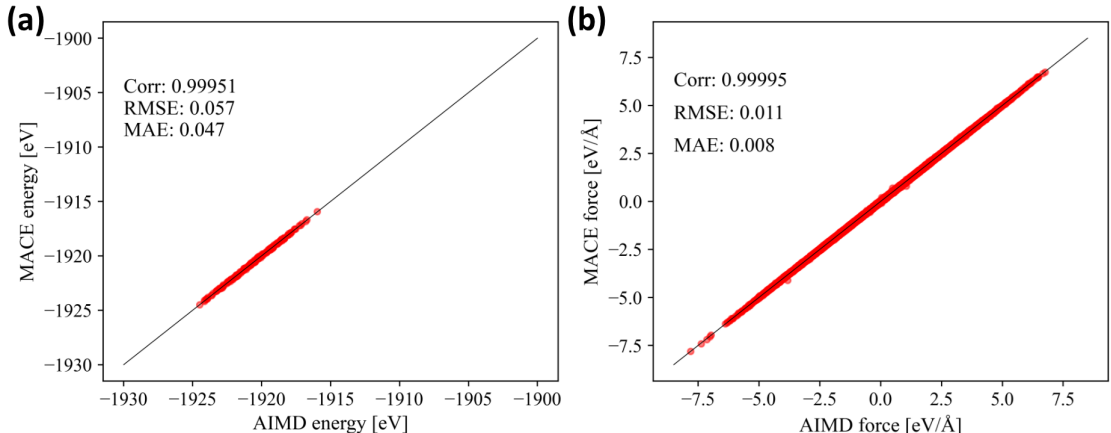 (a)
−1900
−1905
−1910
−1915
−1920
−1925
−1930
MACE energy [eV]
Corr: 0.99951
RMSE: 0.057
MAE: 0.047
−1930 −1925 −1920 −1915 −1910 −1905 −1900
AIMD energy [eV]
(b)
7.5
5.0
2.5
0.0
−2.5
−5.0
−7.5
MACE force [eV/Å]
Corr: 0.99995
RMSE: 0.011
MAE: 0.008
−7.5 −5.0 −2.5 0.0 2.5 5.0 7.5
AIMD force [eV/Å]